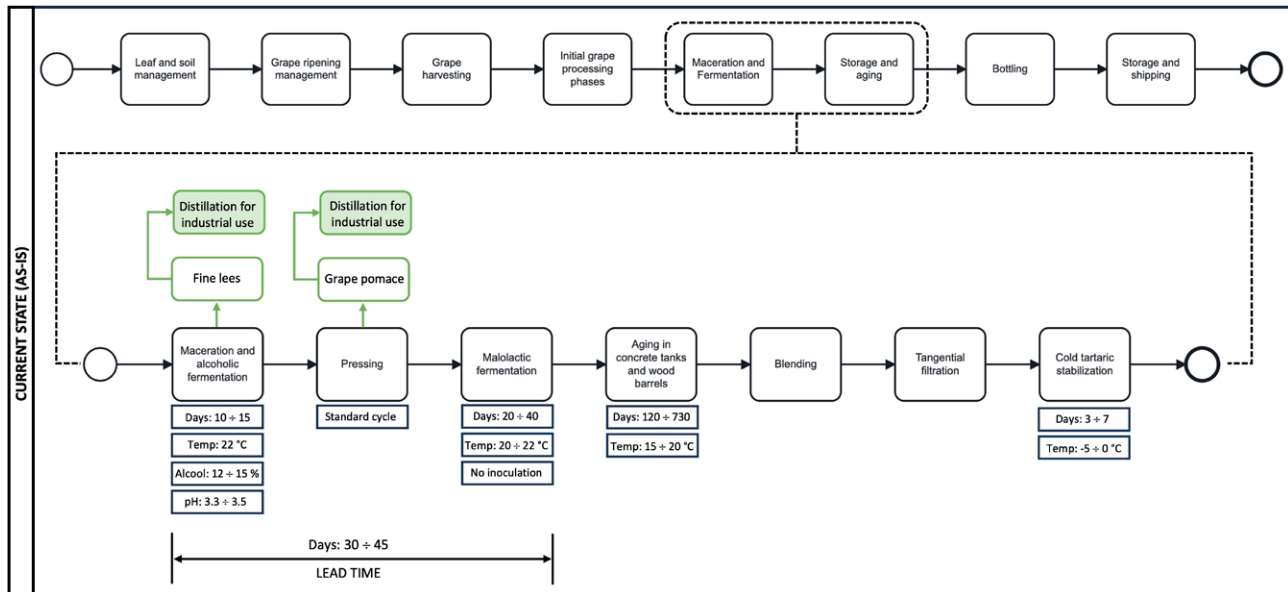 CURRENT STATE (AS-IS)
Leaf and soil
management
Grape ripening
management
Grape
harvesting
Initial grape
processing
phases
Maceration and
Fermentation
Storage and
aging
Bottling
Storage and
shipping
Distillation for
industrial use
Distillation for
industrial use
Fine lees
Grape pomace
Maceration and
alcoholic
fermentation
Pressing
Malolactic
fermentation
Aging in
concrete tanks
and wood
barrels
Blending
Tangential
filtration
Cold tartaric
stabilization
Days: 10 ÷ 15
Temp: 22 °C
Alcool: 12 ÷ 15 %
pH: 3.3 ÷ 3.5
Standard cycle
Days: 20 ÷ 40
Temp: 20 ÷ 22 °C
No inoculation
Days: 120 ÷ 730
Temp: 15 ÷ 20 °C
Days: 3 ÷ 7
Temp: -5 ÷ 0 °C
Days: 30 ÷ 45
LEAD TIME